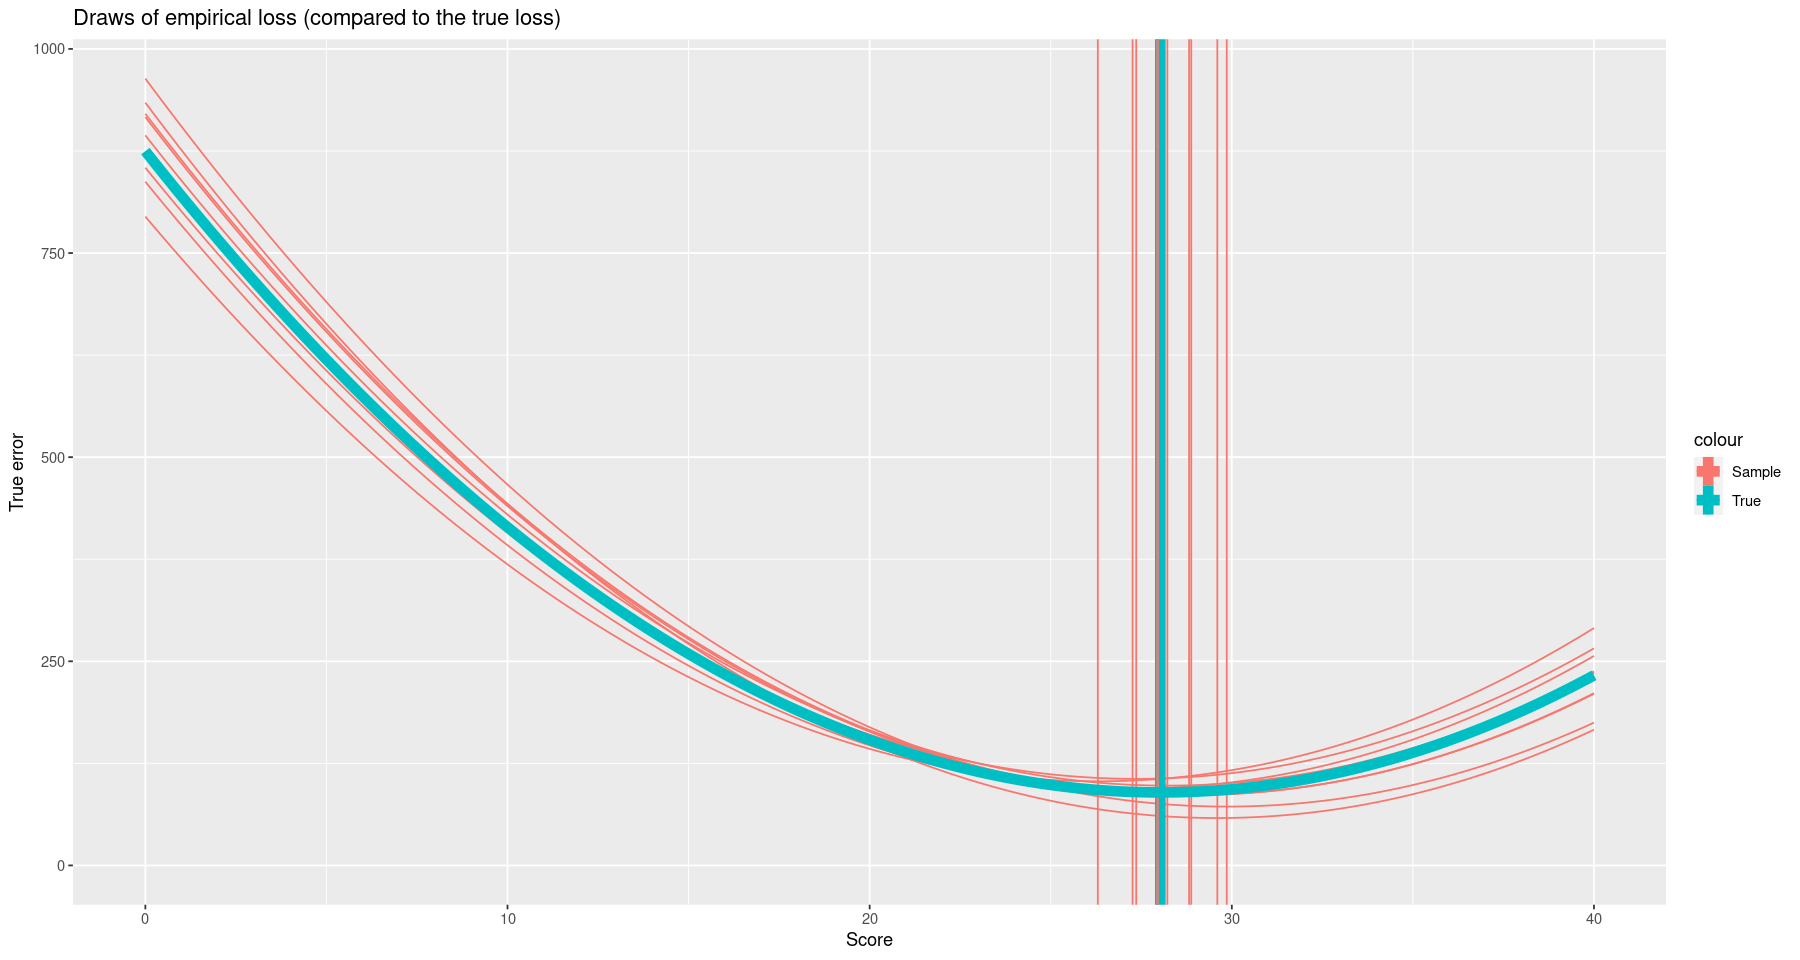 Draws of empirical loss (compared to the true loss)
1000
750
500
250
0
True error
0 10 20 30 40
Score
colour
Sample
True